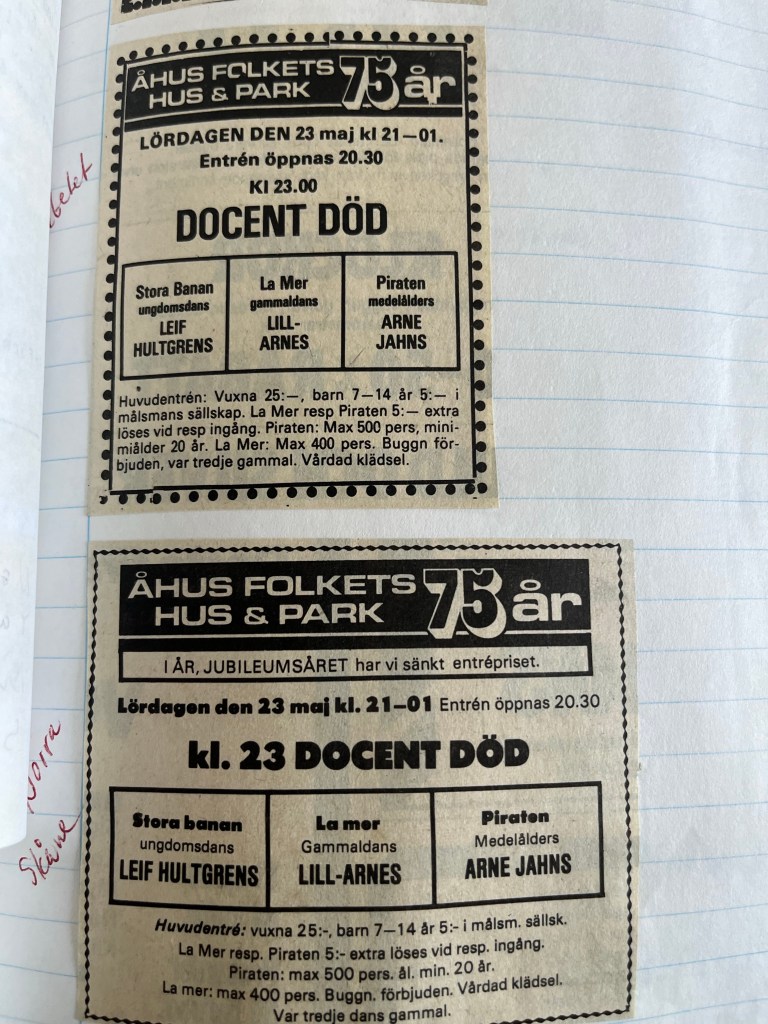 ÅHUS FOLKETS
HUS & PARK 75 år
LÖRDAGEN DEN 23 maj kl 21–01.
Entrén öppnas 20.30
Kl 23.00
DOCENT DÖD
Stora Banan
ungdomsdans
LEIF
HULTGRENS
La Mer
gammaldans
LILL-
ARNES
Piraten
medelålders
ARNE
JAHNS
Huvudentrén: Vuxna 25:–, barn 7–14 år 5:– i
målsmans sällskap. La Mer resp Piraten 5:– extra
löses vid resp ingång. Piraten: Max 500 pers, mini-
miålder 20 år. La Mer: Max 400 pers. Buggn för-
bjuden, var tredje gammal. Vårdad klädsel.
ÅHUS FOLKETS
HUS & PARK 75 år
I ÅR, JUBILEUMSÅRET har vi sänkt entrépriset.
Lördagen den 23 maj kl. 21–01 Entrén öppnas 20.30
kl. 23 DOCENT DÖD
Stora banan
ungdomsdans
LEIF HULTGRENS
La mer
Gammaldans
LILL-ARNES
Piraten
Medelålders
ARNE JAHNS
Huvudentré: vuxna 25:-, barn 7–14 år 5:- i målsm. sällsk.
La Mer resp. Piraten 5:- extra löses vid resp. ingång.
Piraten: max 500 pers. ål. min. 20 år.
La mer: max 400 pers. Buggn. förbjuden. Vårdad klädsel.
Var tredje dans gammal.
Skåne